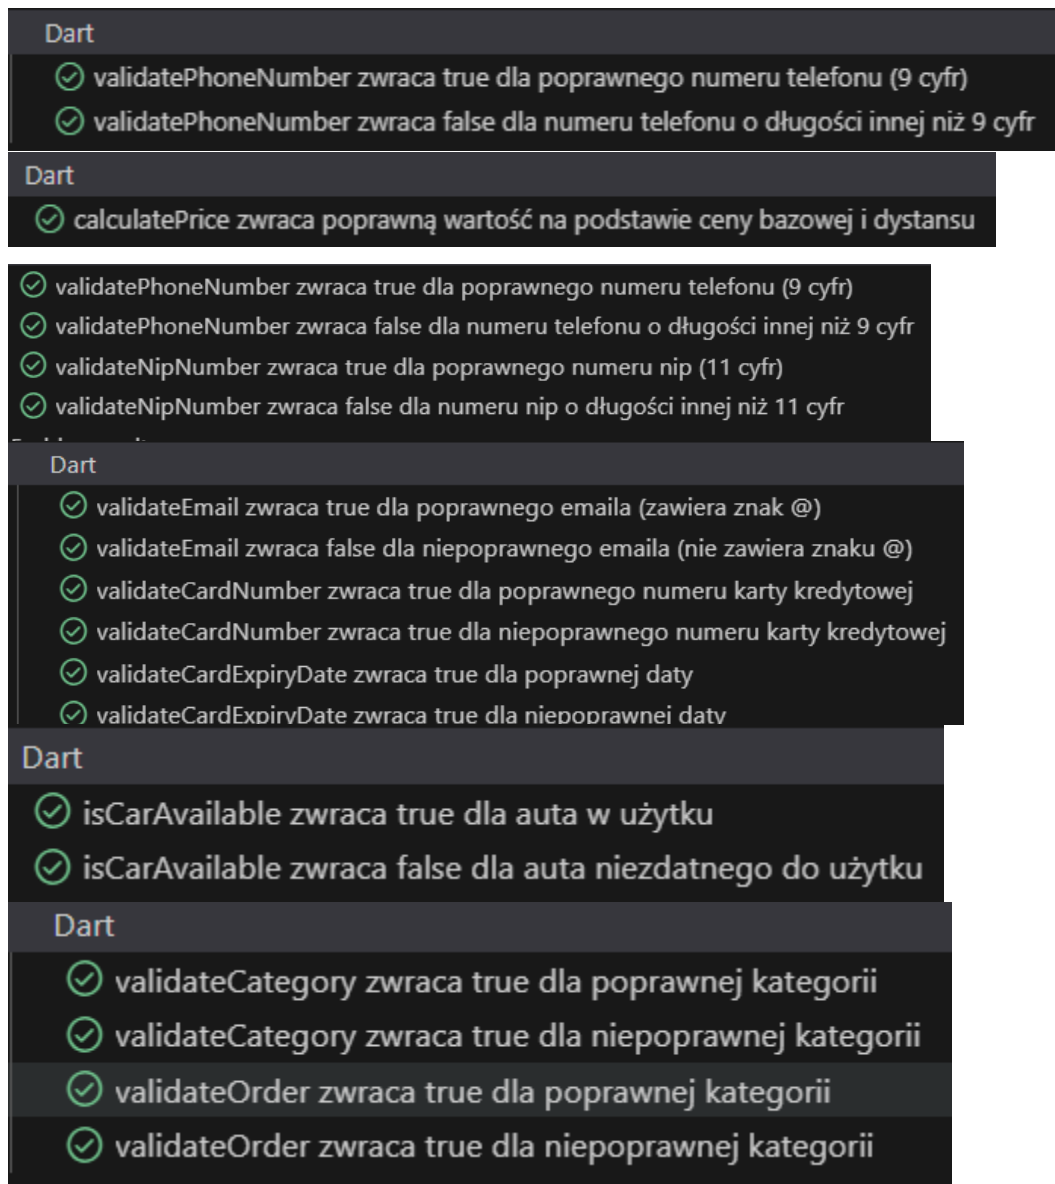 Dart
validatePhoneNumber zwraca true dla poprawnego numeru telefonu (9 cyfr)
validatePhoneNumber zwraca false dla numeru telefonu o długości innej niż 9 cyfr
Dart
calculatePrice zwraca poprawną wartość na podstawie ceny bazowej i dystansu
validatePhoneNumber zwraca true dla poprawnego numeru telefonu (9 cyfr)
validatePhoneNumber zwraca false dla numeru telefonu o długości innej niż 9 cyfr
validateNipNumber zwraca true dla poprawnego numeru nip (11 cyfr)
validateNipNumber zwraca false dla numeru nip o długości innej niż 11 cyfr
Dart
validateEmail zwraca true dla poprawnego emaila (zawiera znak @)
validateEmail zwraca false dla niepoprawnego emaila (nie zawiera znaku @)
validateCardNumber zwraca true dla poprawnego numeru karty kredytowej
validateCardNumber zwraca true dla niepoprawnego numeru karty kredytowej
validateCardExpiryDate zwraca true dla poprawnej daty
validateCardExpiryDate zwraca true dla niepoprawnej daty
Dart
isCarAvailable zwraca true dla auta w użytku
isCarAvailable zwraca false dla auta niezdatnego do użytku
Dart
validateCategory zwraca true dla poprawnej kategorii
validateCategory zwraca true dla niepoprawnej kategorii
validateOrder zwraca true dla poprawnej kategorii
validateOrder zwraca true dla niepoprawnej kategorii